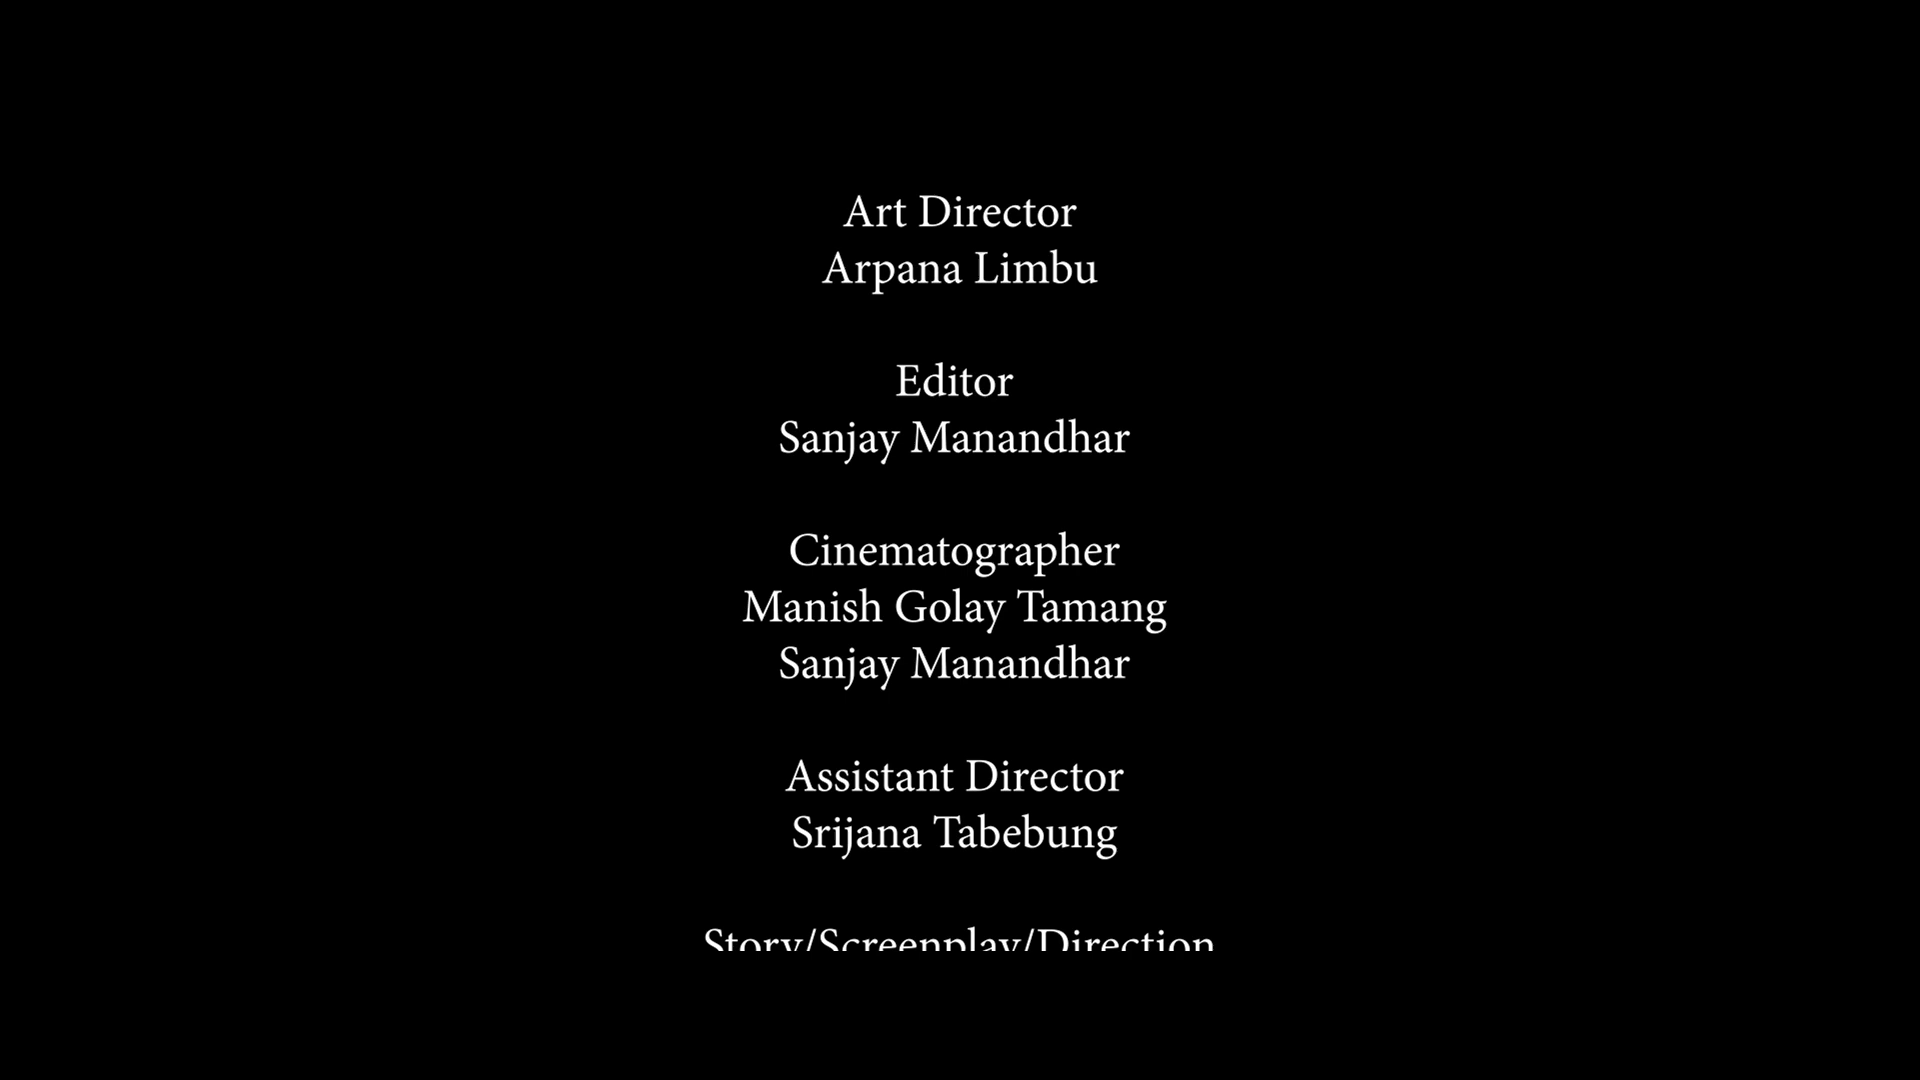 Art Director
Arpana Limbu
Editor
Sanjay Manandhar
Cinematographer
Manish Golay Tamang
Sanjay Manandhar
Assistant Director
Srijana Tabebung
Story/Screenplay/Direction